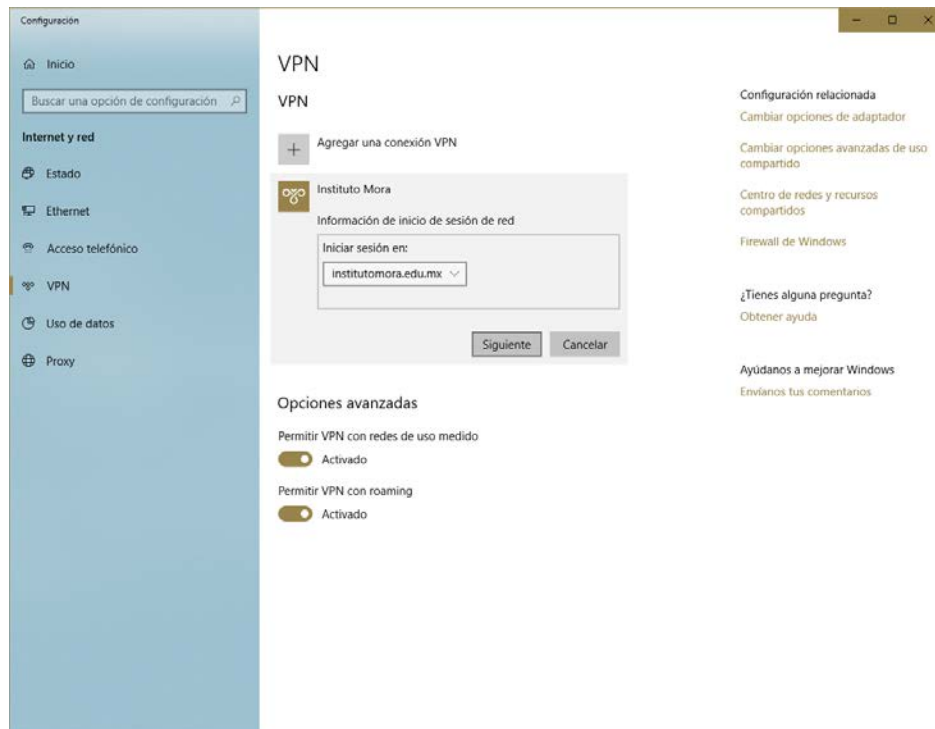 Configuración
Inicio
Buscar una opción de configuración
Internet y red
Estado
Ethernet
Acceso telefónico
VPN
Uso de datos
Proxy
VPN
VPN
Agregar una conexión VPN
Instituto Mora
Información de inicio de sesión de red
Iniciar sesión en:
institutomora.edu.mx
Siguiente
Cancelar
Opciones avanzadas
Permitir VPN con redes de uso medido
Activado
Permitir VPN con roaming
Activado
Configuración relacionada
Cambiar opciones de adaptador
Cambiar opciones avanzadas de uso
compartido
Centro de redes y recursos
compartidos
Firewall de Windows
¿Tienes alguna pregunta?
Obtener ayuda
Ayúdanos a mejorar Windows
Envíanos tus comentarios